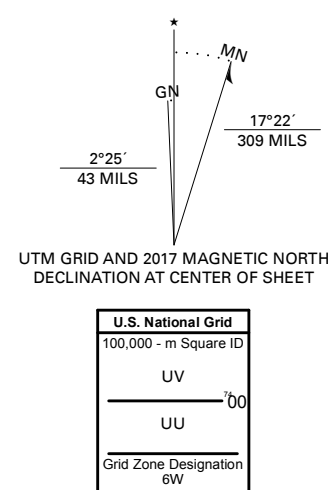 ★
MN
GN
17°22´
309 MILS
2°25´
43 MILS
UTM GRID AND 2017 MAGNETIC NORTH
DECLINATION AT CENTER OF SHEET
U.S. National Grid
100,000 - m Square ID
UV
7400
UU
Grid Zone Designation
6W